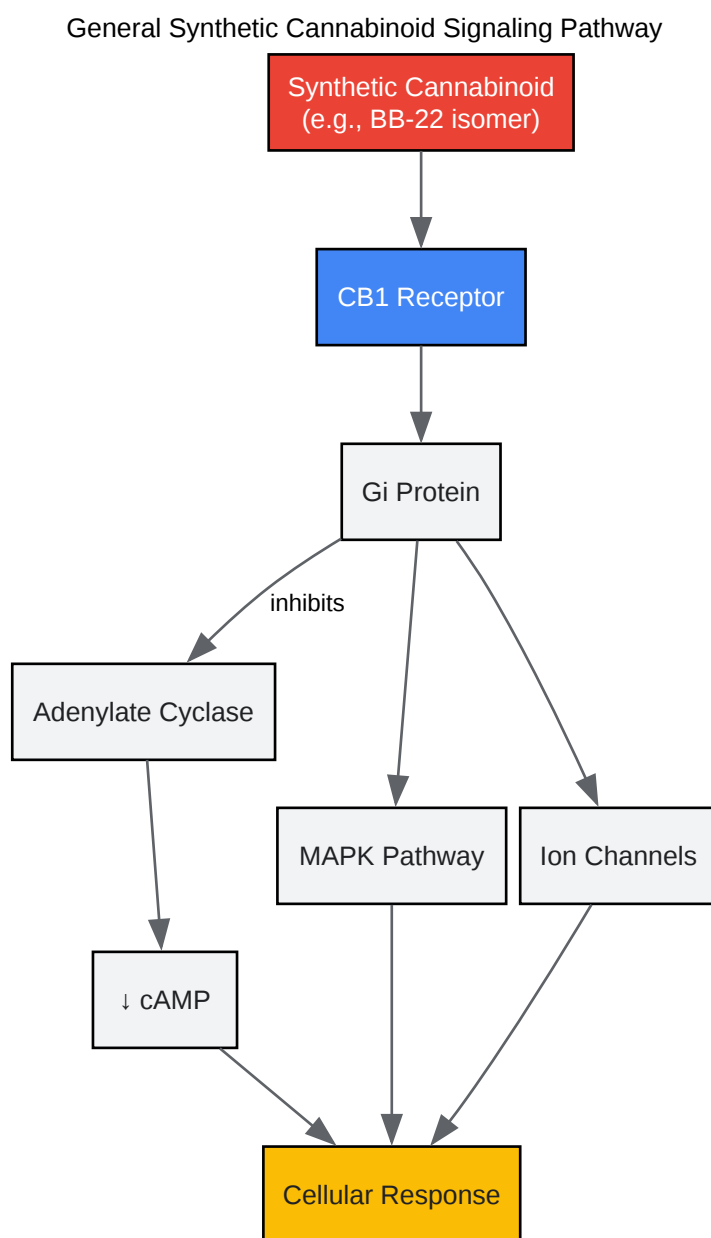 General Synthetic Cannabinoid Signaling Pathway
Synthetic Cannabinoid
(e.g., BB-22 isomer)
CB1 Receptor
Gi Protein
inhibits
Adenylate Cyclase
MAPK Pathway
Ion Channels
↓ cAMP
Cellular Response